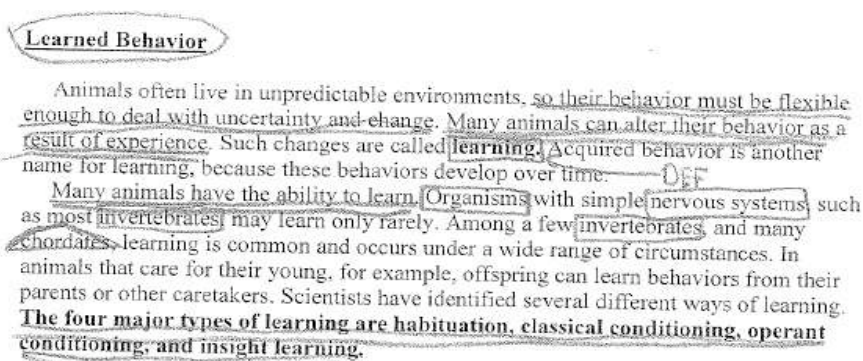 Learned Behavior
Animals often live in unpredictable environments, so their behavior must be flexible
enough to deal with uncertainty and change. Many animals can alter their behavior as a
result of experience. Such changes are called learning. Acquired behavior is another
name for learning, because these behaviors develop over time.
DEF
Many animals have the ability to learn. Organisms with simple nervous systems, such
as most invertebrates, may learn only rarely. Among a few invertebrates, and many
chordates, learning is common and occurs under a wide range of circumstances. In
animals that care for their young, for example, offspring can learn behaviors from their
parents or other caretakers. Scientists have identified several different ways of learning.
The four major types of learning are habituation, classical conditioning, operant
conditioning, and insight learning.